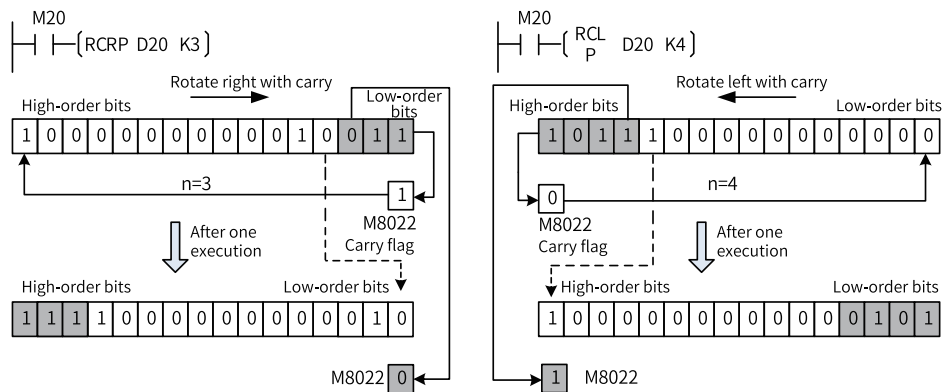 M20
RCRP D20 K3
Rotate right with carry
High-order bits
Low-order
bits
1 0 0 0 0 0 0 0 0 0 0 1 0 0 1 1
n=3
1
M8022
Carry flag
After one
execution
High-order bits
Low-order bits
1 1 1 1 0 0 0 0 0 0 0 0 0 0 1 0
M8022 0
M20
RCL
P
D20 K4
Rotate left with carry
High-order bits
Low-order bits
1 0 1 1 1 0 0 0 0 0 0 0 0 0 0 0
n=4
0
M8022
Carry flag
After one
execution
High-order bits
Low-order bits
1 0 0 0 0 0 0 0 0 0 0 0 0 1 0 1
1 M8022